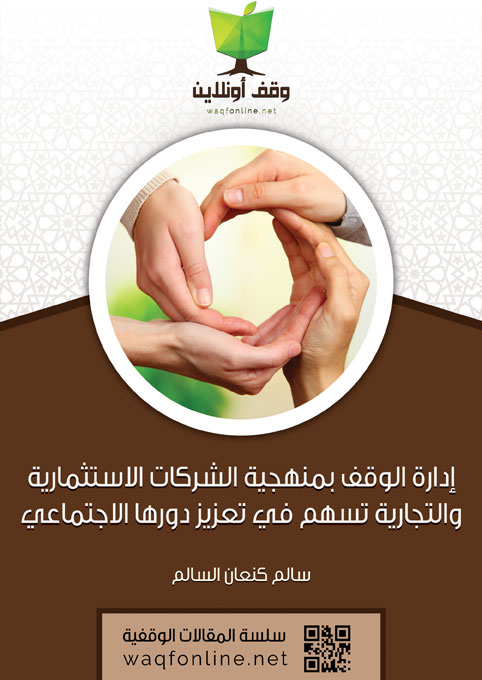 وقف أونلاين
waqfonline.net
إدارة الوقف بمنهجية الشركات الاستثمارية
والتجارية تسهم في تعزيز دورها الاجتماعي
سالم كنعان السالم
سلسة المقالات الوقفية
waqfonline.net